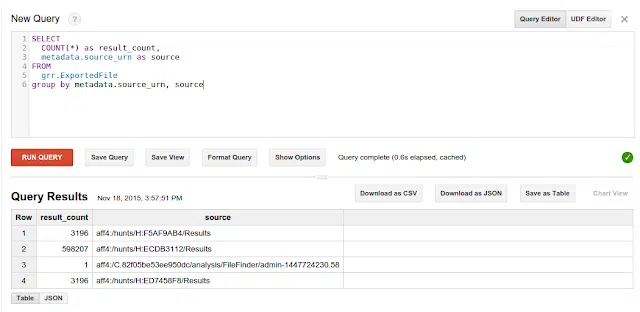 New Query ?
Query Editor UDF Editor
1 SELECT
2 COUNT(*) as result_count,
3 metadata.source_urn as source
4 FROM
5 grr.ExportedFile
6 group by metadata.source_urn, source
RUN QUERY Save Query Save View Format Query Show Options Query complete (0.6s elapsed, cached)
Query Results Nov 18, 2015, 3:57:51 PM Download as CSV Download as JSON Save as Table Chart View
Row result_count source
1 3196 aff4:/hunts/H:F5AF9AB4/Results
2 598207 aff4:/hunts/H:ECDB3112/Results
3 1 aff4:/C.82f05be53ee950dc/analysis/FileFinder/admin-1447724230.58
4 3196 aff4:/hunts/H:ED7458F8/Results
Table JSON